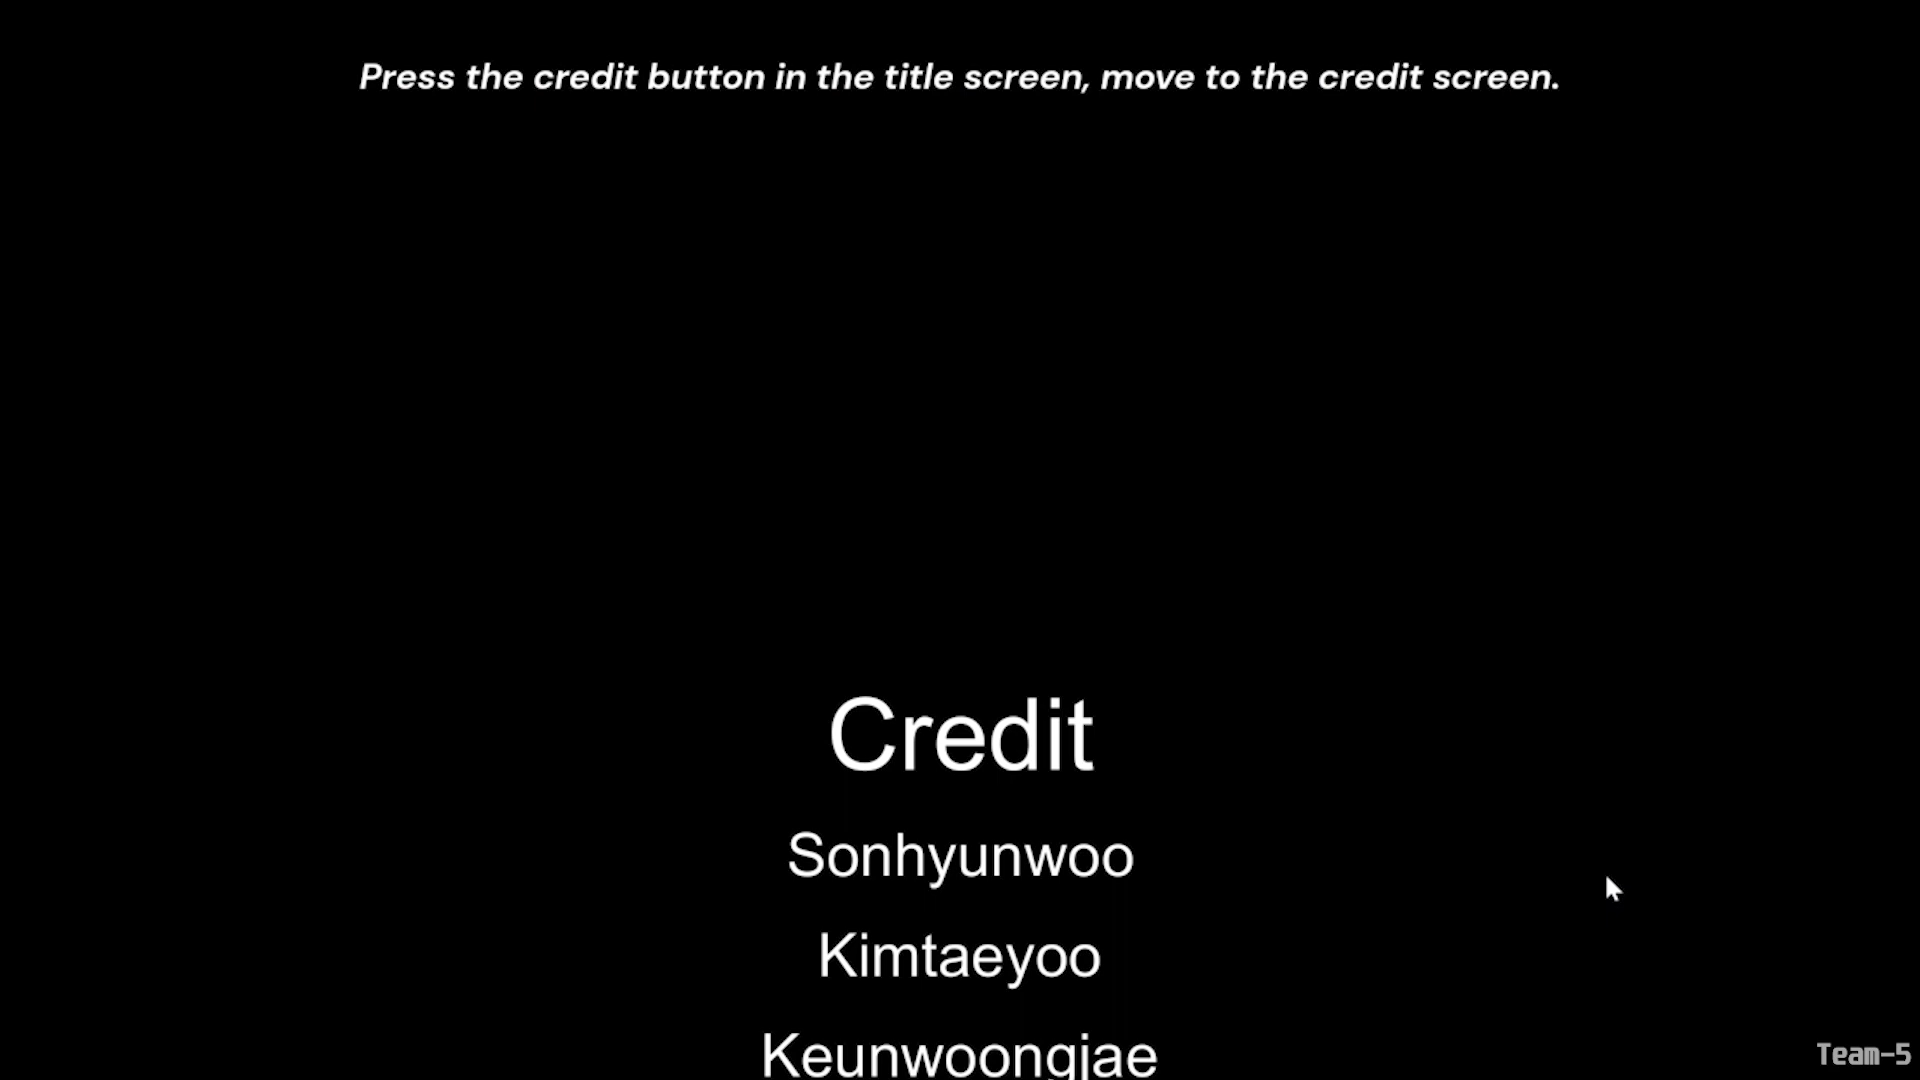 Press the credit button in the title screen, move to the credit screen.
Credit
Sonhyunwoo
Kimtaeyoo
Keunwoongjae
Team-5